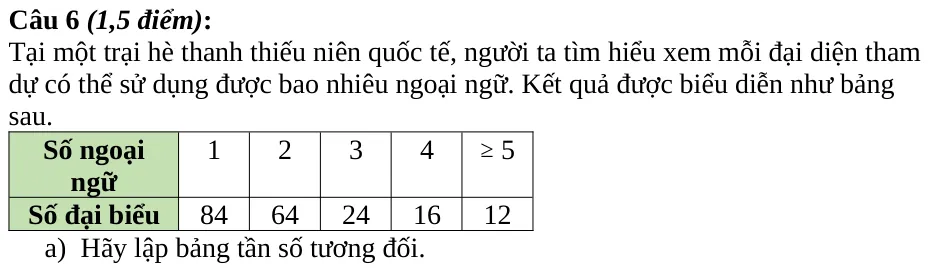 Câu 6 (1,5 điểm):
Tại một trại hè thanh thiếu niên quốc tế, người ta tìm hiểu xem mỗi đại diện tham
dự có thể sử dụng được bao nhiêu ngoại ngữ. Kết quả được biểu diễn như bảng
sau.
Số ngoại 1 2 3 4 ≥ 5
ngữ
Số đại biểu 84 64 24 16 12
a) Hãy lập bảng tần số tương đối.